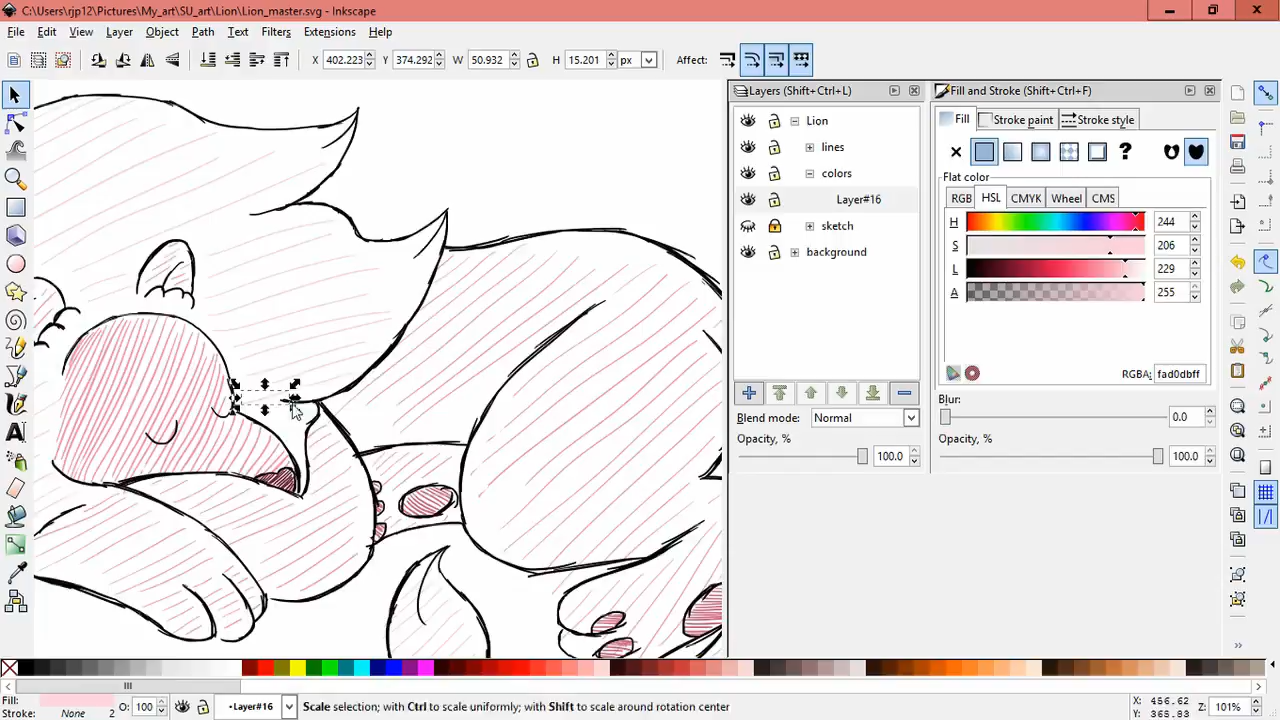 C:\Users\rjp12\Pictures\My_art\SU_art\Lion\Lion_master.svg - Inkscape
File Edit View Layer Object Path Text Filters Extensions Help
X 402.223 Y 374.292 W 50.932 H 15.201 px Affect:
Layers (Shift+Ctrl+L)
Lion
lines
colors
Layer#16
sketch
background
Blend mode: Normal
Opacity, %
100.0
Fill and Stroke (Shift+Ctrl+F)
Fill Stroke paint Stroke style
Flat color
RGB HSL CMYK Wheel CMS
H 244
S 206
L 229
A 255
RGBA: fad0dbff
Blur:
0.0
Opacity, %
100.0
Fill:
Stroke: None 2
O: 100
•Layer#16
Scale selection; with Ctrl to scale uniformly; with Shift to scale around rotation center
X: 456.62
Y: 365.83
Z: 101%